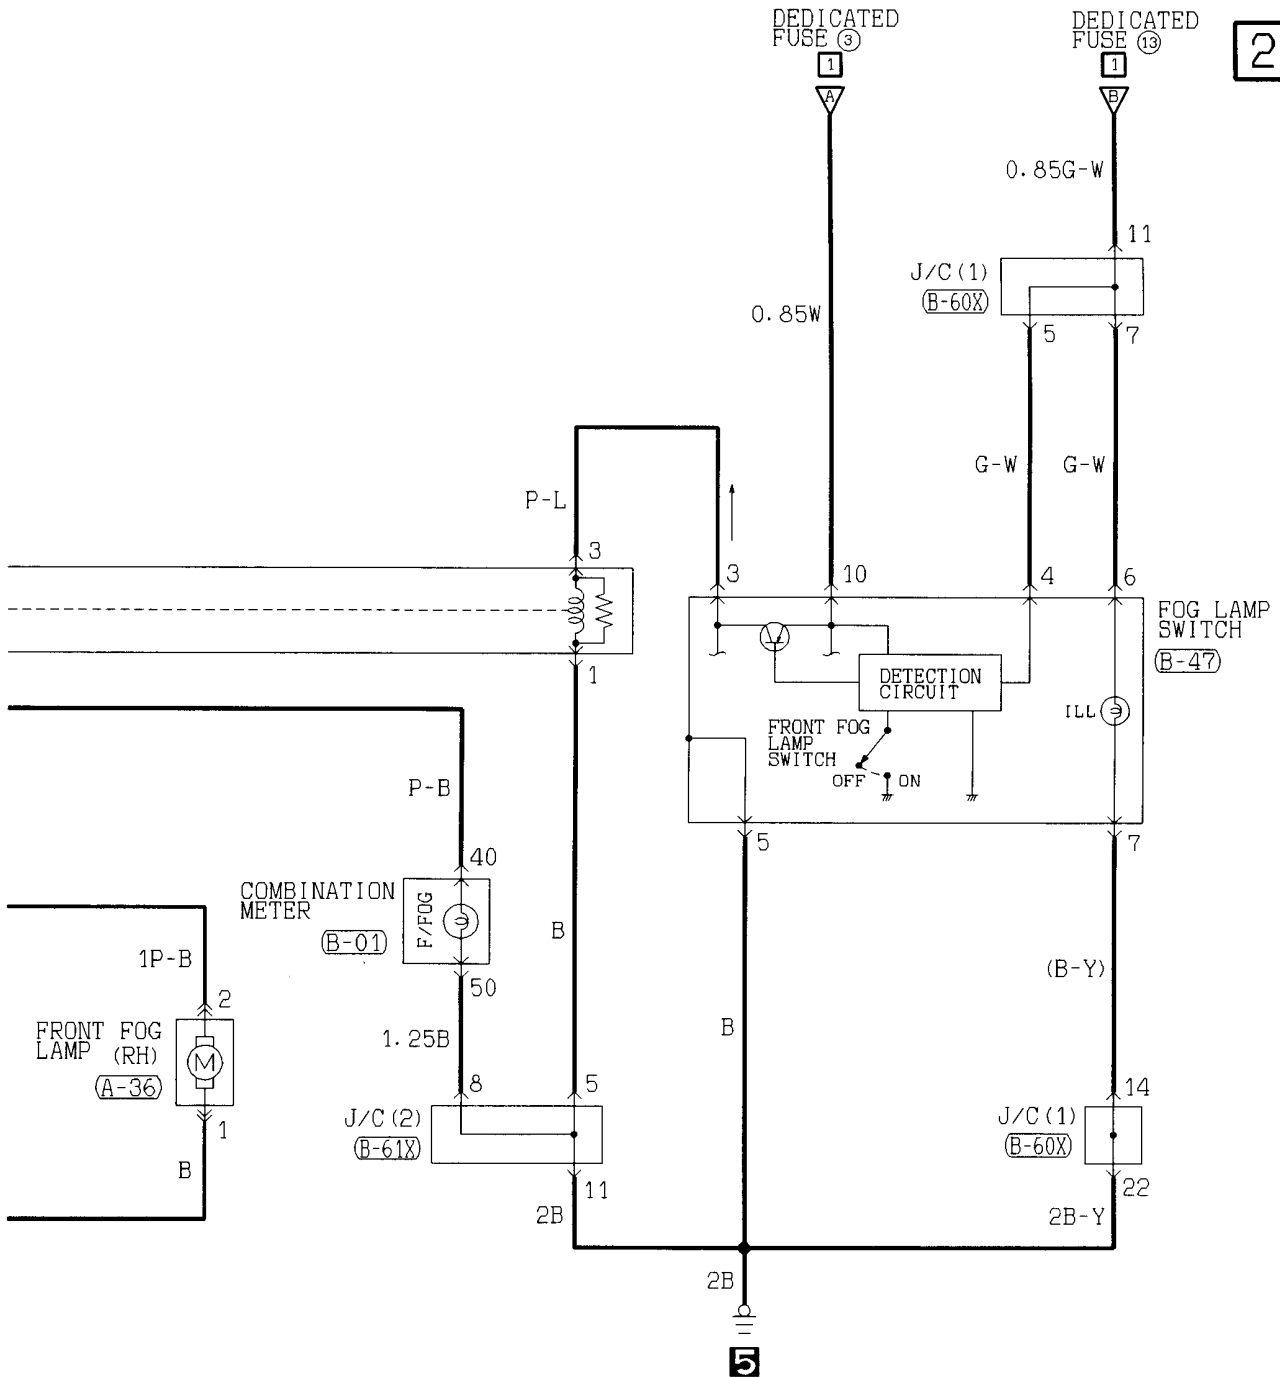 DEDICATED
FUSE ③
1
A
DEDICATED
FUSE ⑬
1
B
2
0.85G-W
11
J/C(1)
B-60X
5
7
0.85W
G-W
G-W
P-L
3
3
10
4
6
FOG LAMP
SWITCH
B-47
DETECTION
CIRCUIT
ILL
FRONT FOG
LAMP
SWITCH
OFF
ON
1
P-B
5
7
40
COMBINATION
METER
B-01
F/FOG
50
B
(B-Y)
1P-B
2
FRONT FOG
LAMP (RH)
A-36
M
1
B
1.25B
B
8
5
J/C(2)
B-61X
11
14
J/C(1)
B-60X
22
2B
2B-Y
2B
5